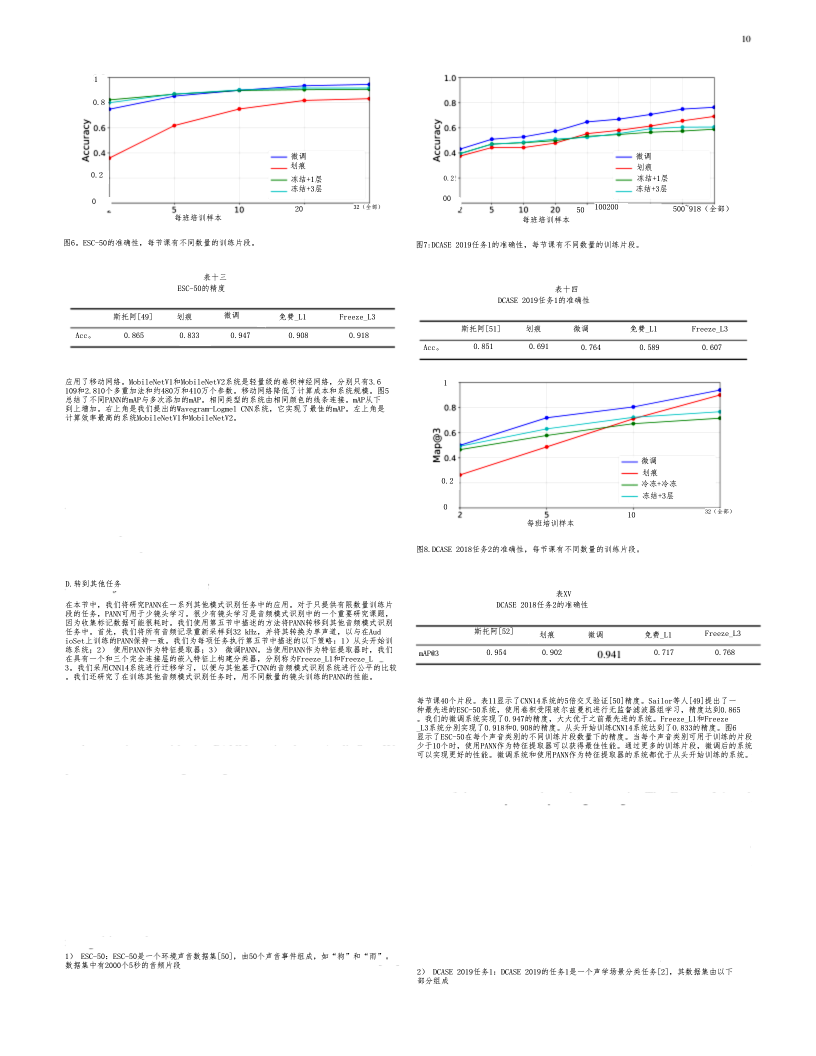 10
1
0.8
0.6
0.4
0.2
0
Accuracy
微调
划痕
冻结+1层
冻结+3层
5
10
20
32（全部）
每班培训样本
图6。ESC-50的准确性，每节课有不同数量的训练片段。
表十三
ESC-50的精度
斯托阿[49] 划痕 微调 免费_L1 Freeze_L3
Acc。 0.865 0.833 0.947 0.908 0.918
应用了移动网络。MobileNetV1和MobileNetV2系统是轻量级的卷积神经网络，分别只有3.6
109和2.810个多重加法和约480万和410万个参数。移动网络降低了计算成本和系统规模。图5
总结了不同PANN的mAP与多次添加的mAP。相同类型的系统由相同颜色的线条连接。mAP从下
到上增加。右上角是我们提出的Wavegram-Logmel CNN系统，它实现了最佳的mAP。左上角是
计算效率最高的系统MobileNetV1和MobileNetV2。
D.转到其他任务
在本节中，我们将研究PANN在一系列其他模式识别任务中的应用。对于只提供有限数量训练片
段的任务，PANN可用于少镜头学习。很少有镜头学习是音频模式识别中的一个重要研究课题，
因为收集标记数据可能很耗时。我们使用第五节中描述的方法将PANN转移到其他音频模式识别
任务中。首先，我们将所有音频记录重新采样到32 kHz，并将其转换为单声道，以与在Aud
ioSet上训练的PANN保持一致。我们为每项任务执行第五节中描述的以下策略：1）从头开始训
练系统；2） 使用PANN作为特征提取器；3） 微调PANN。当使用PANN作为特征提取器时，我们
在具有一个和三个完全连接层的嵌入特征上构建分类器，分别称为Freeze_L1和Freeze_L _
3。我们采用CNN14系统进行迁移学习，以便与其他基于CNN的音频模式识别系统进行公平的比较
。我们还研究了在训练其他音频模式识别任务时，用不同数量的镜头训练的PANN的性能。
1） ESC-50：ESC-50是一个环境声音数据集[50]，由50个声音事件组成，如“狗”和“雨”。
数据集中有2000个5秒的音频片段
1.0
0.8
0.6
0.4
0.2
00
Accuracy
微调
划痕
冻结+1层
冻结+3层
2
5
10
20
50
100200
500~918（全部）
每班培训样本
图7:DCASE 2019任务1的准确性，每节课有不同数量的训练片段。
表十四
DCASE 2019任务1的准确性
斯托阿[51] 划痕 微调 免费_L1 Freeze_L3
Acc。 0.851 0.691 0.764 0.589 0.607
1
0.8
0.6
0.4
0.2
0
Map@3
微调
划痕
冷冻+冷冻
冻结+3层
2
5
10
32（全部）
每班培训样本
图8.DCASE 2018任务2的准确性，每节课有不同数量的训练片段。
表XV
DCASE 2018任务2的准确性
斯托阿[52] 划痕 微调 免费_L1 Freeze_L3
mAP@3 0.954 0.902 0.941 0.717 0.768
每节课40个片段。表11显示了CNN14系统的5倍交叉验证[50]精度。Sailor等人[49]提出了一
种最先进的ESC-50系统，使用卷积受限玻尔兹曼机进行无监督滤波器组学习，精度达到0.865
。我们的微调系统实现了0.947的精度，大大优于之前最先进的系统。Freeze_L1和Freeze
_L3系统分别实现了0.918和0.908的精度。从头开始训练CNN14系统达到了0.833的精度。图6
显示了ESC-50在每个声音类别的不同训练片段数量下的精度。当每个声音类别可用于训练的片段
少于10个时，使用PANN作为特征提取器可以获得最佳性能。通过更多的训练片段，微调后的系统
可以实现更好的性能。微调系统和使用PANN作为特征提取器的系统都优于从头开始训练的系统。
2） DCASE 2019任务1：DCASE 2019的任务1是一个声学场景分类任务[2]，其数据集由以下
部分组成